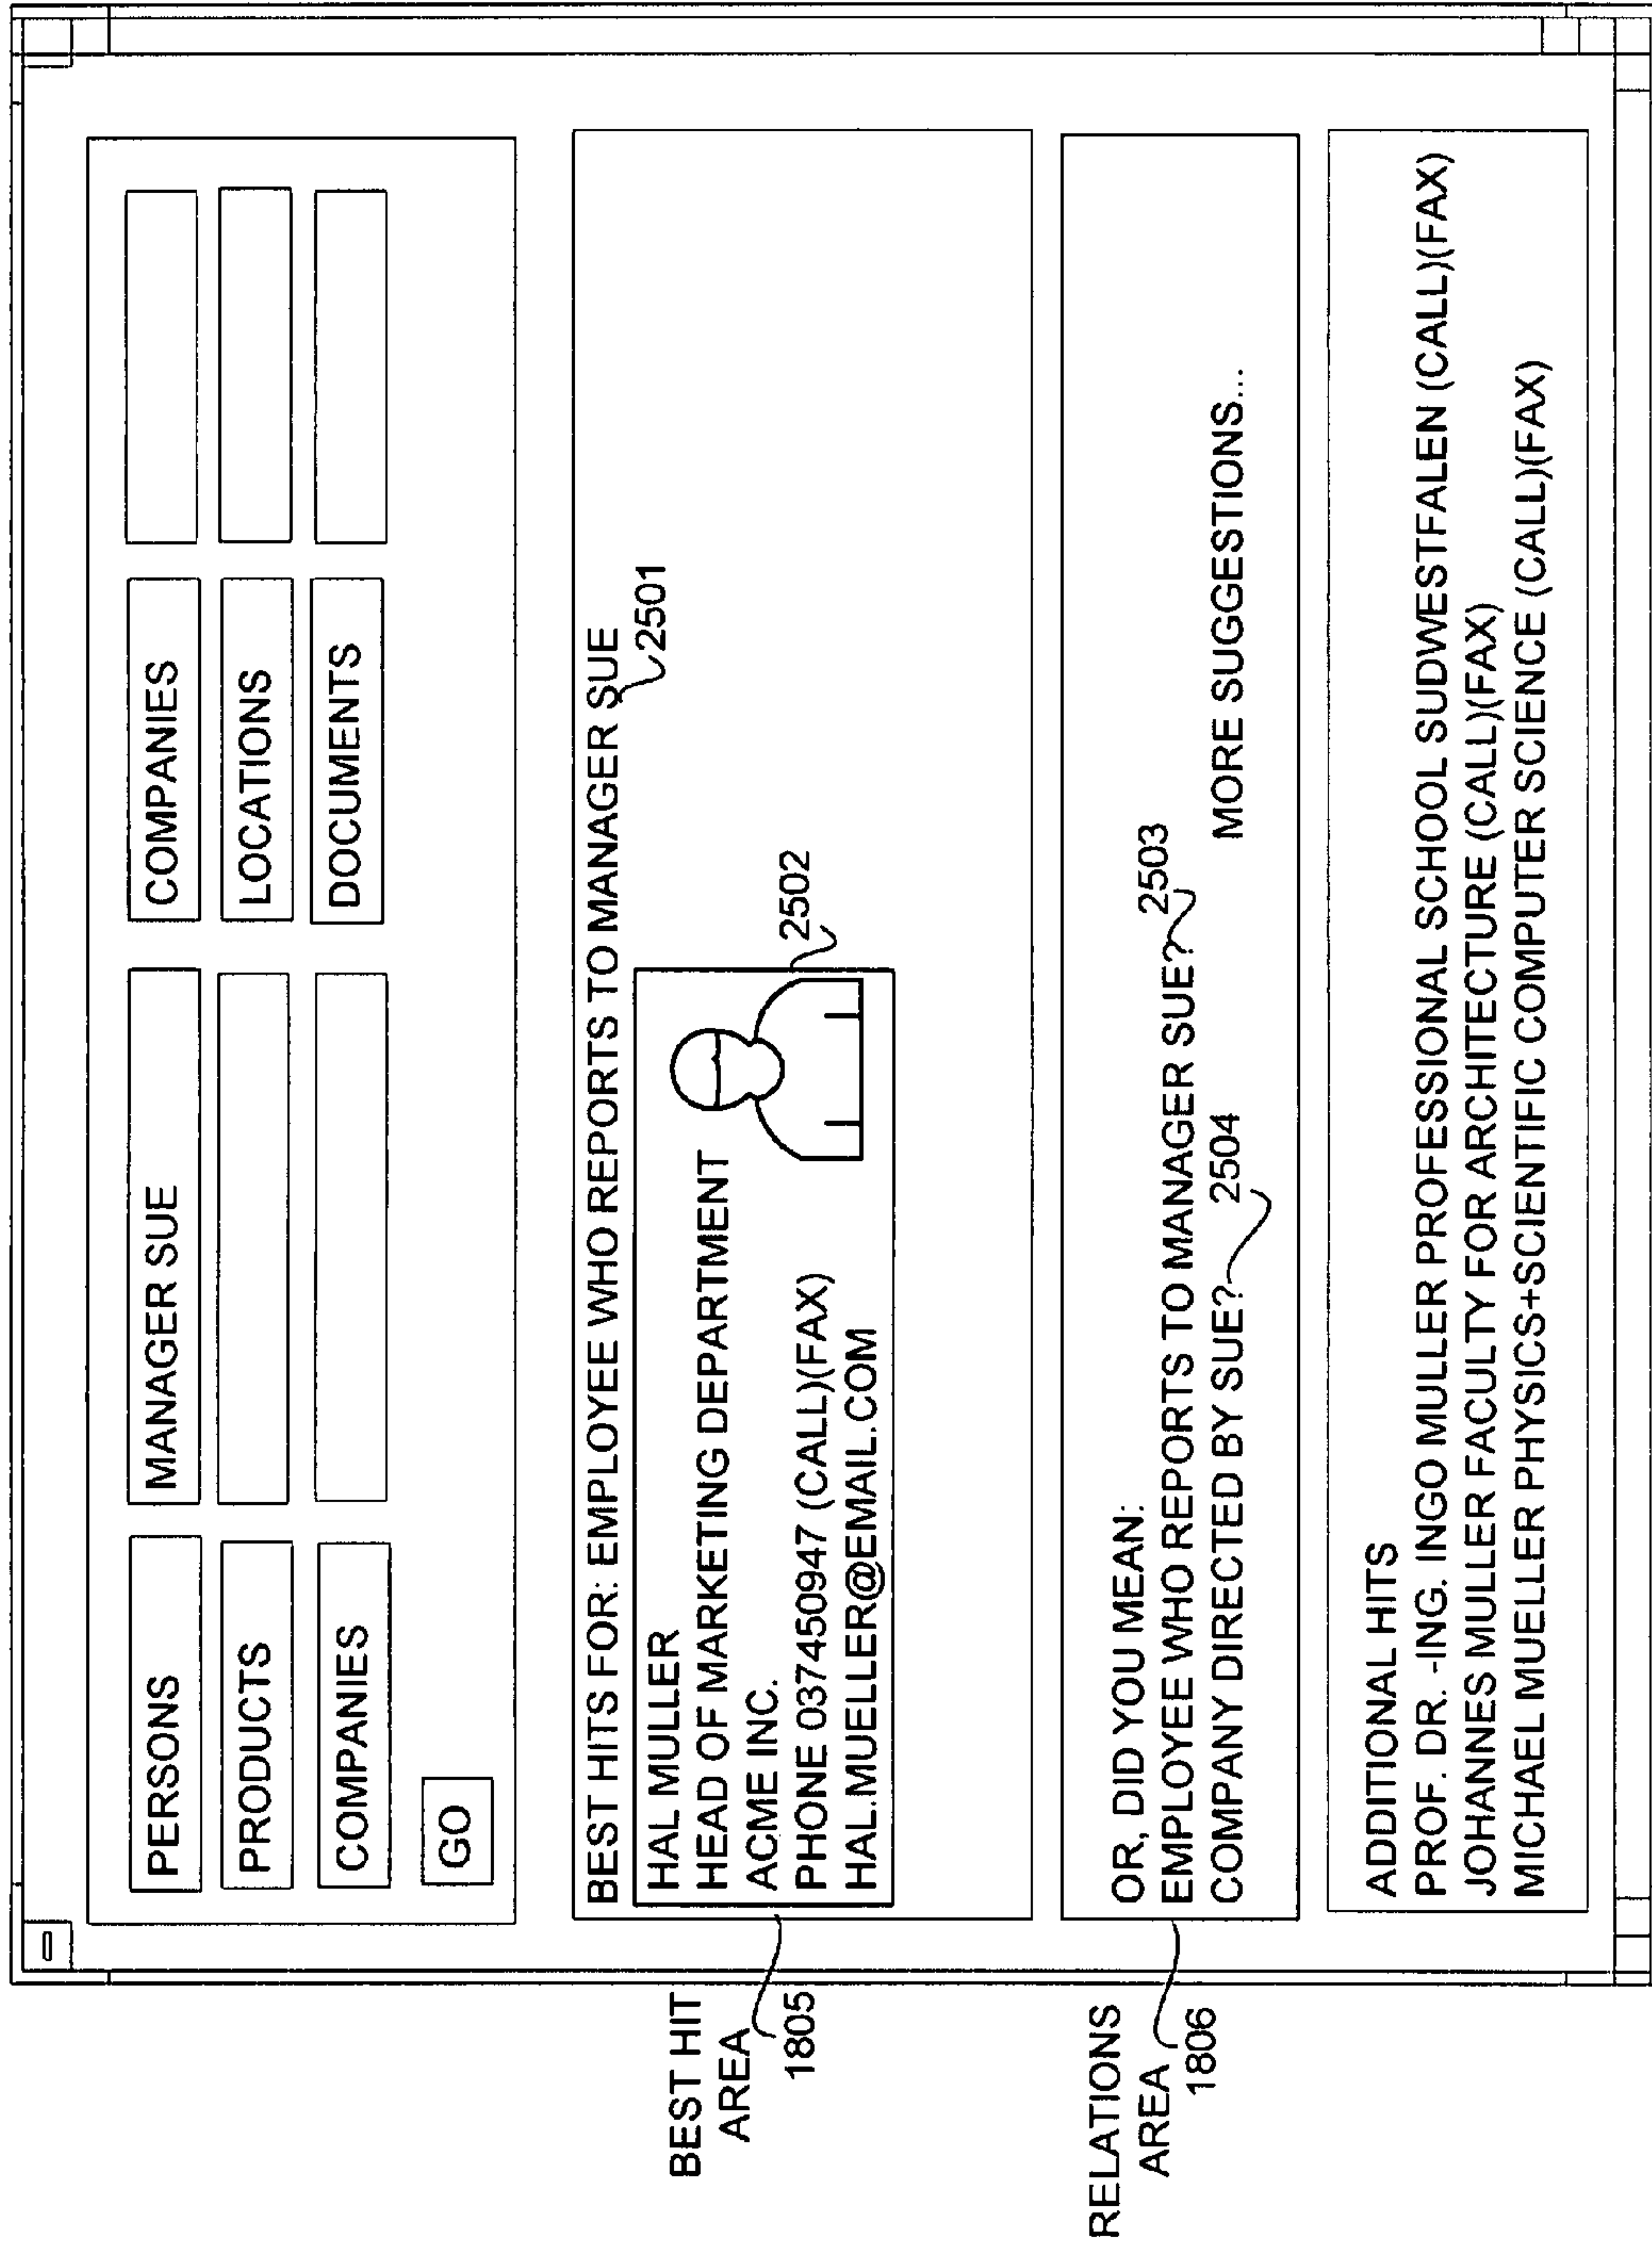 PERSONS MANAGER SUE COMPANIES
PRODUCTS LOCATIONS
COMPANIES DOCUMENTS
GO
BEST HITS FOR: EMPLOYEE WHO REPORTS TO MANAGER SUE
2501
HAL MULLER
HEAD OF MARKETING DEPARTMENT
ACME INC.
PHONE 037450947 (CALL)(FAX)
HAL.MUELLER@EMAIL.COM
2502
BEST HIT
AREA
1805
OR, DID YOU MEAN:
EMPLOYEE WHO REPORTS TO MANAGER SUE? 2503
COMPANY DIRECTED BY SUE? 2504
MORE SUGGESTIONS...
RELATIONS
AREA
1806
ADDITIONAL HITS
PROF. DR. -ING. INGO MULLER PROFESSIONAL SCHOOL SUDWESTFALEN (CALL)(FAX)
JOHANNES MULLER FACULTY FOR ARCHITECTURE (CALL)(FAX)
MICHAEL MUELLER PHYSICS+SCIENTIFIC COMPUTER SCIENCE (CALL)(FAX)